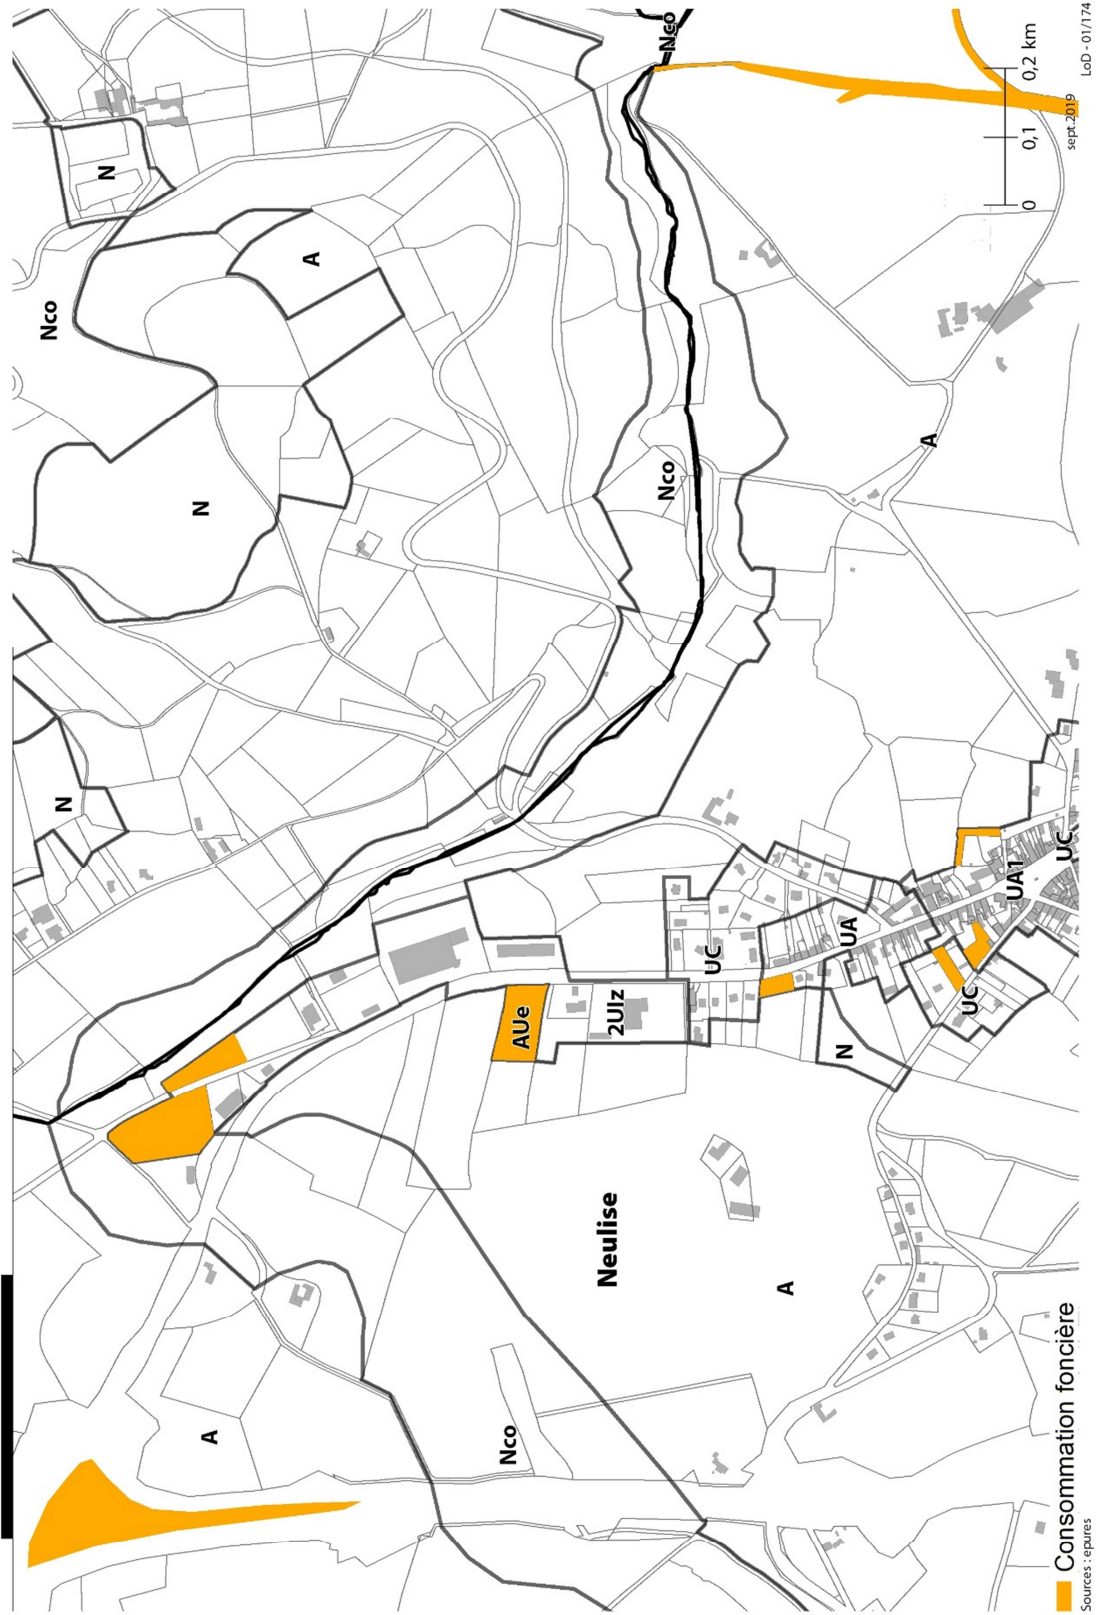 Nco
N
N
N
A
A
Nco
AUe
Neulise
2UIz
Nco
Nco
UC
A
N
UA
A
UC
UA1
0 0,1 0,2 km
UC
Consommation foncière
sept.2019
Sources : epures
LoD - 01/174